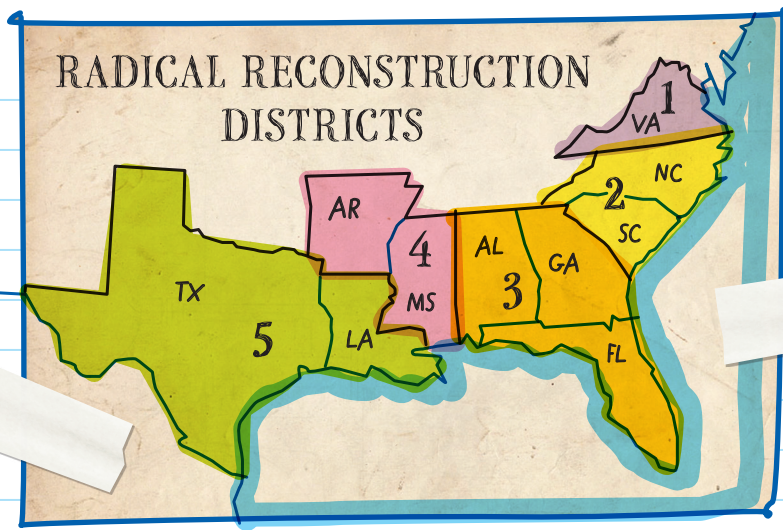 RADICAL RECONSTRUCTION
DISTRICTS
1
VA
NC
2
SC
AR
4
MS
AL
GA
3
TX
5
LA
FL